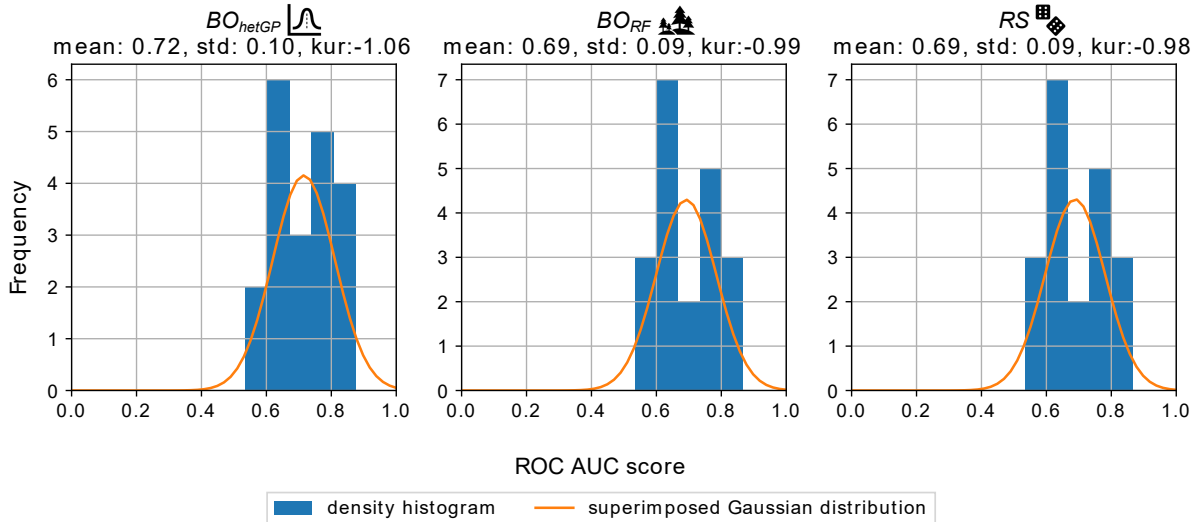 BO_hetGP BO_RF RS
mean: 0.72, std: 0.10, kur:-1.06 mean: 0.69, std: 0.09, kur:-0.99 mean: 0.69, std: 0.09, kur:-0.98
6 7 7
5 6 6
4 5 5
3 4 4
2 3 3
1 2 2
0 1 1
0 0
0.0 0.2 0.4 0.6 0.8 1.0 0.0 0.2 0.4 0.6 0.8 1.0 0.0 0.2 0.4 0.6 0.8 1.0
Frequency
ROC AUC score
density histogram superimposed Gaussian distribution